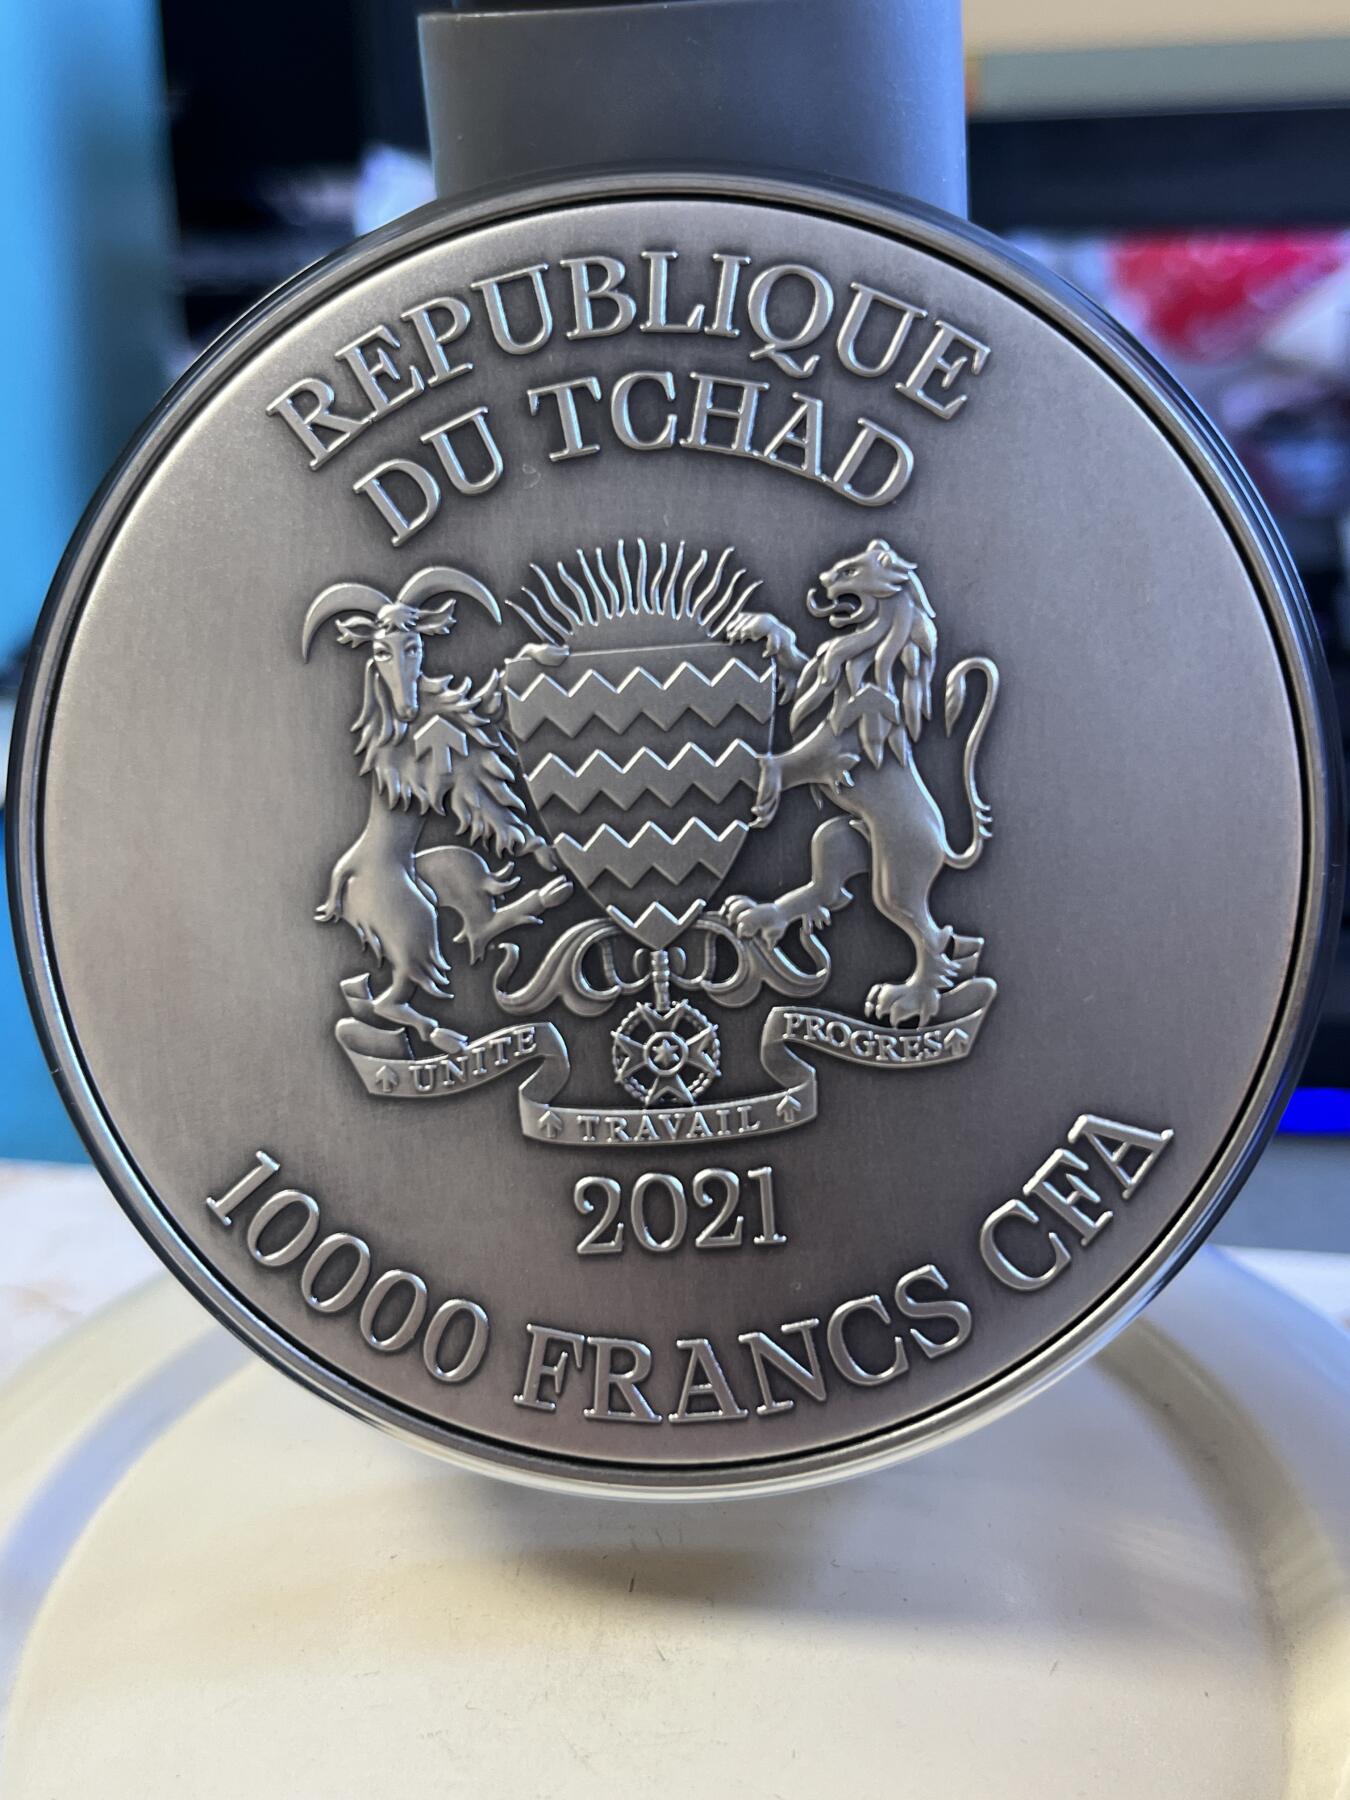 REPUBLIQUE
DU TCHAD
UNITE
TRAVAIL
PROGRES
2021
10000 FRANCS CFA